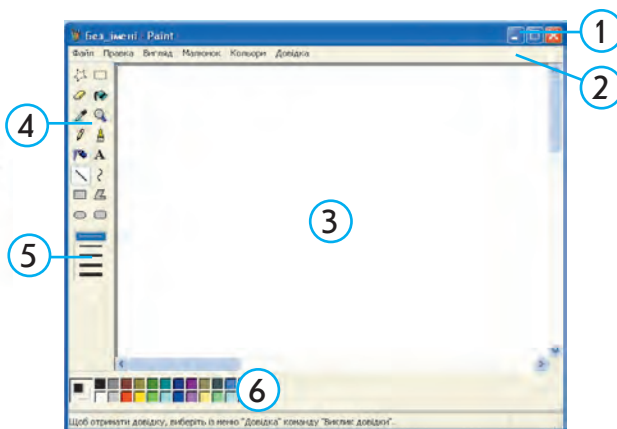 без_імені - Paint
Файл Правка Вигляд Малюнок Кольори Довідка
1
2
4
A
3
5
6
Щоб отримати довідку, виберіть із меню "Довідка" команду "Виклик довідки".